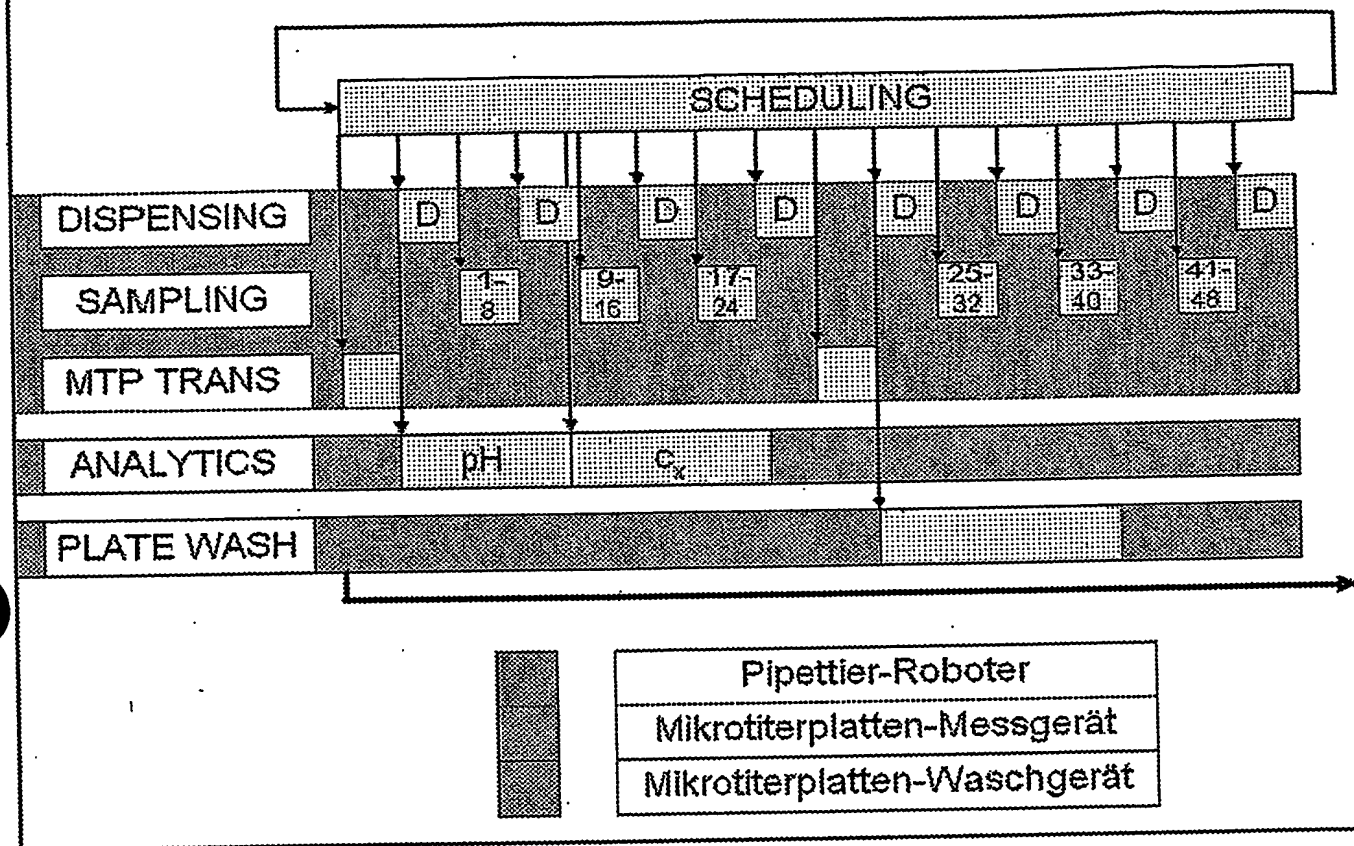 SCHEDULING
DISPENSING D D D D D D D D
SAMPLING 1-8 9-16 17-24 25-32 33-40 41-48
MTP TRANS
ANALYTICS pH cx
PLATE WASH
Pipettier-Roboter
Mikrotiterplatten-Messgerät
Mikrotiterplatten-Waschgerät